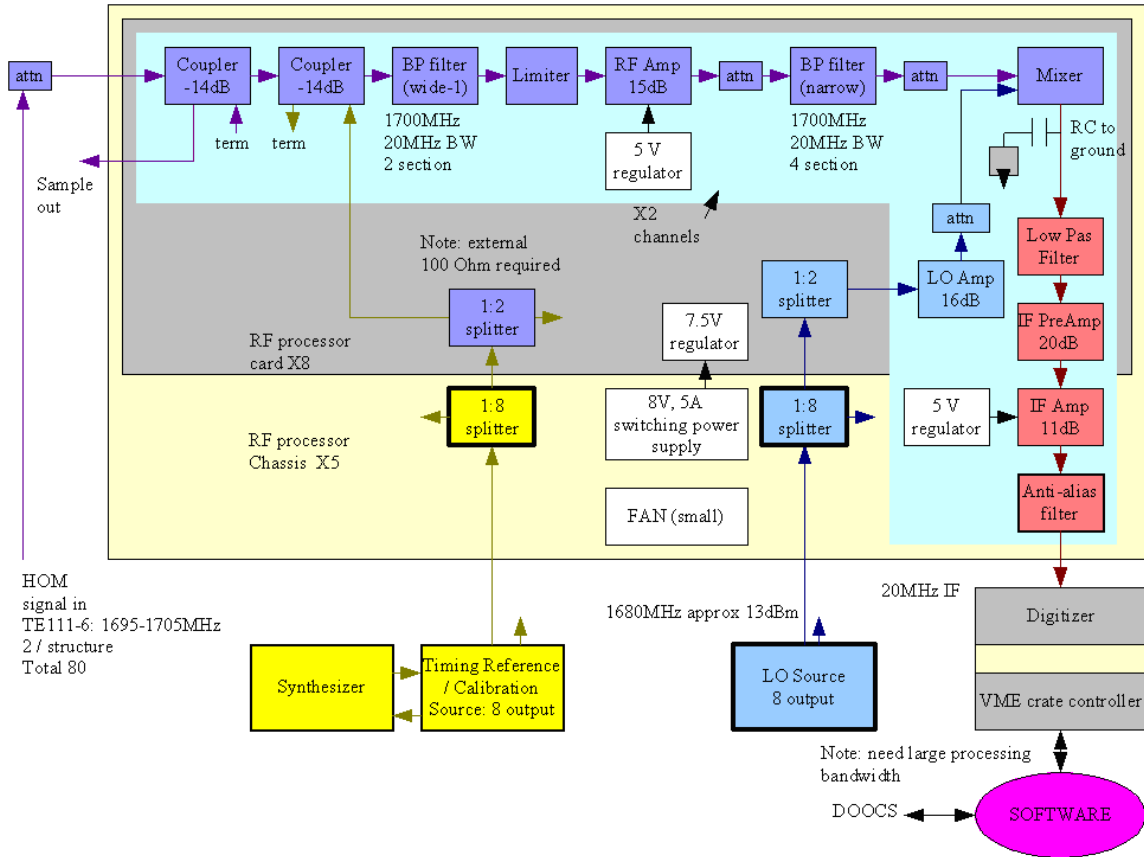 attn
Coupler
-14dB
Coupler
-14dB
BP filter
(wide-1)
Limiter
RF Amp
15dB
attn
BP filter
(narrow)
attn
Mixer
term
term
1700MHz
20MHz BW
2 section
5 V
regulator
1700MHz
20MHz BW
4 section
RC to
ground
Sample
out
X2
channels
attn
Low Pas
Filter
Note: external
100 Ohm required
1:2
splitter
LO Amp
16dB
1:2
splitter
7.5V
regulator
IF PreAmp
20dB
RF processor
card X8
1:8
splitter
8V, 5A
switching power
supply
1:8
splitter
5 V
regulator
IF Amp
11dB
RF processor
Chassis X5
FAN (small)
Anti-alias
filter
HOM
signal in
TE111-6: 1695-1705MHz
2 / structure
Total 80
1680MHz approx 13dBm
20MHz IF
Digitizer
Synthesizer
Timing Reference
/ Calibration
Source: 8 output
LO Source
8 output
VME crate controller
Note: need large processing
bandwidth
DOOCS
SOFTWARE